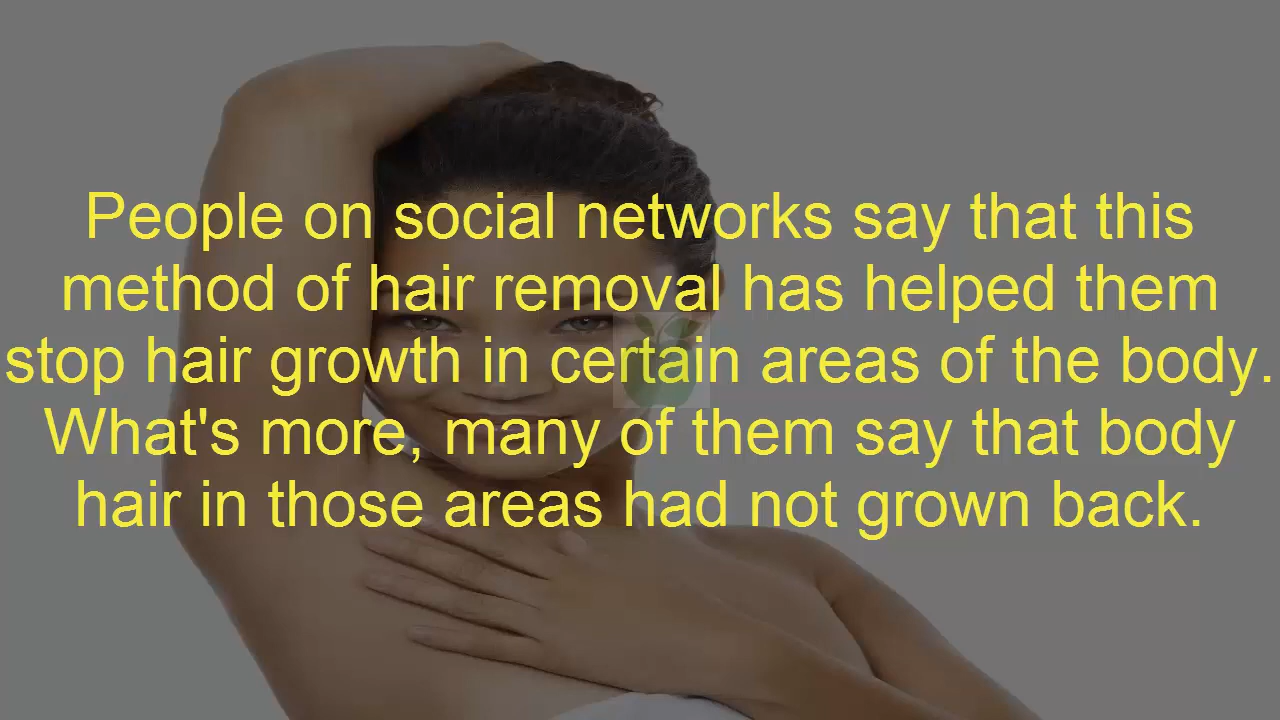 People on social networks say that this
method of hair removal has helped them
stop hair growth in certain areas of the body.
What's more, many of them say that body
hair in those areas had not grown back.